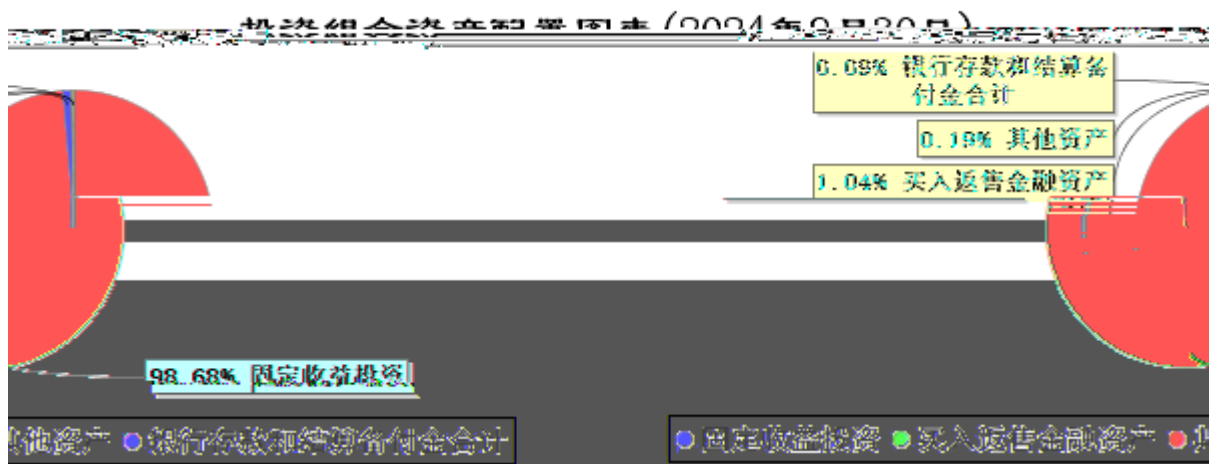 投资组合资产配置图表(2024年9月30日)
0.09% 银行存款和结算备
付金合计
0.19% 其他资产
1.04% 买入返售金融资产
98.68% 固定收益投资
他资产 银行存款和结算备付金合计
固定收益投资 买入返售金融资产